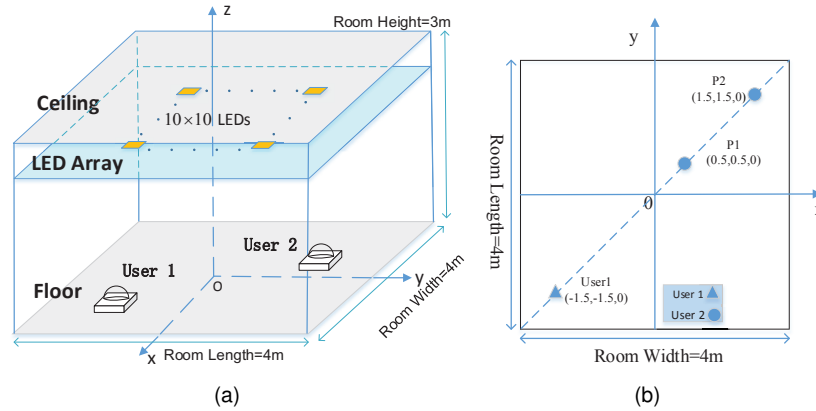 z
Room Height=3m
Ceiling
10×10 LEDs
LED Array
User 2
User 1
Floor
O
y
x
Room Length=4m
Room Width=4m
(a)
y
P2
(1.5,1.5,0)
P1
(0.5,0.5,0)
0
x
User1
(-1.5,-1.5,0)
User 1
User 2
Room Length=4m
Room Width=4m
(b)